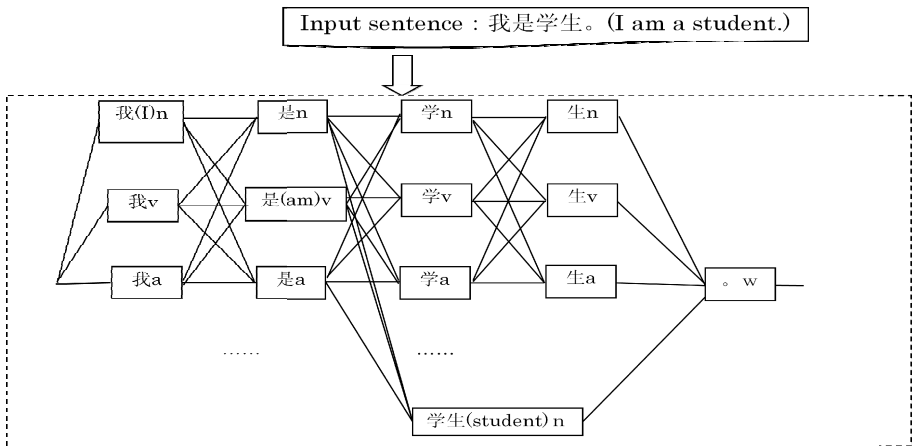 Input sentence : 我是学生。(I am a student.)
我(I)n 是n 学n 生n
我v 是(am)v 学v 生v
我a 是a 学a 生a 。 w
…… ……
学生(student) n